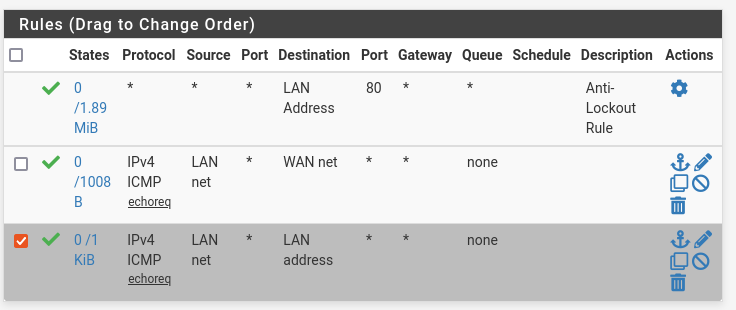 Rules (Drag to Change Order)
States Protocol Source Port Destination Port Gateway Queue Schedule Description Actions
0 * * * LAN 80 * * Anti-
/1.89 Address Lockout
MiB Rule
0 IPv4 LAN * WAN net * * none
/1008 ICMP net
B echoreq
0 /1 IPv4 LAN * LAN * * none
KiB ICMP net address
echoreq